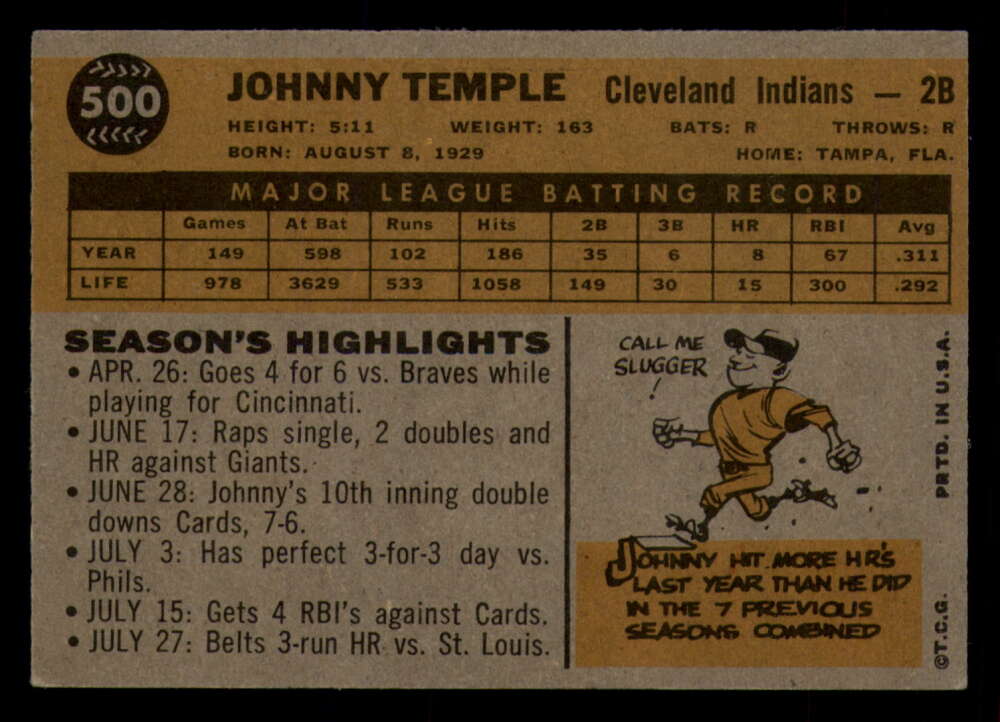 500
JOHNNY TEMPLE Cleveland Indians — 2B
HEIGHT: 5:11 WEIGHT: 163 BATS: R THROWS: R
BORN: AUGUST 8, 1929 HOME: TAMPA, FLA.
MAJOR LEAGUE BATTING RECORD
Games At Bat Runs Hits 2B 3B HR RBI Avg
YEAR 149 598 102 186 35 6 8 67 .311
LIFE 978 3629 533 1058 149 30 15 300 .292
SEASON'S HIGHLIGHTS
• APR. 26: Goes 4 for 6 vs. Braves while
playing for Cincinnati.
• JUNE 17: Raps single, 2 doubles and
HR against Giants.
• JUNE 28: Johnny's 10th inning double
downs Cards, 7-6.
• JULY 3: Has perfect 3-for-3 day vs.
Phils.
• JULY 15: Gets 4 RBI's against Cards.
• JULY 27: Belts 3-run HR vs. St. Louis.
CALL ME
SLUGGER
!
JOHNNY HIT MORE HR'S
LAST YEAR THAN HE DID
IN THE 7 PREVIOUS
SEASONS COMBINED
©T.C.G. PRTD. IN U.S.A.